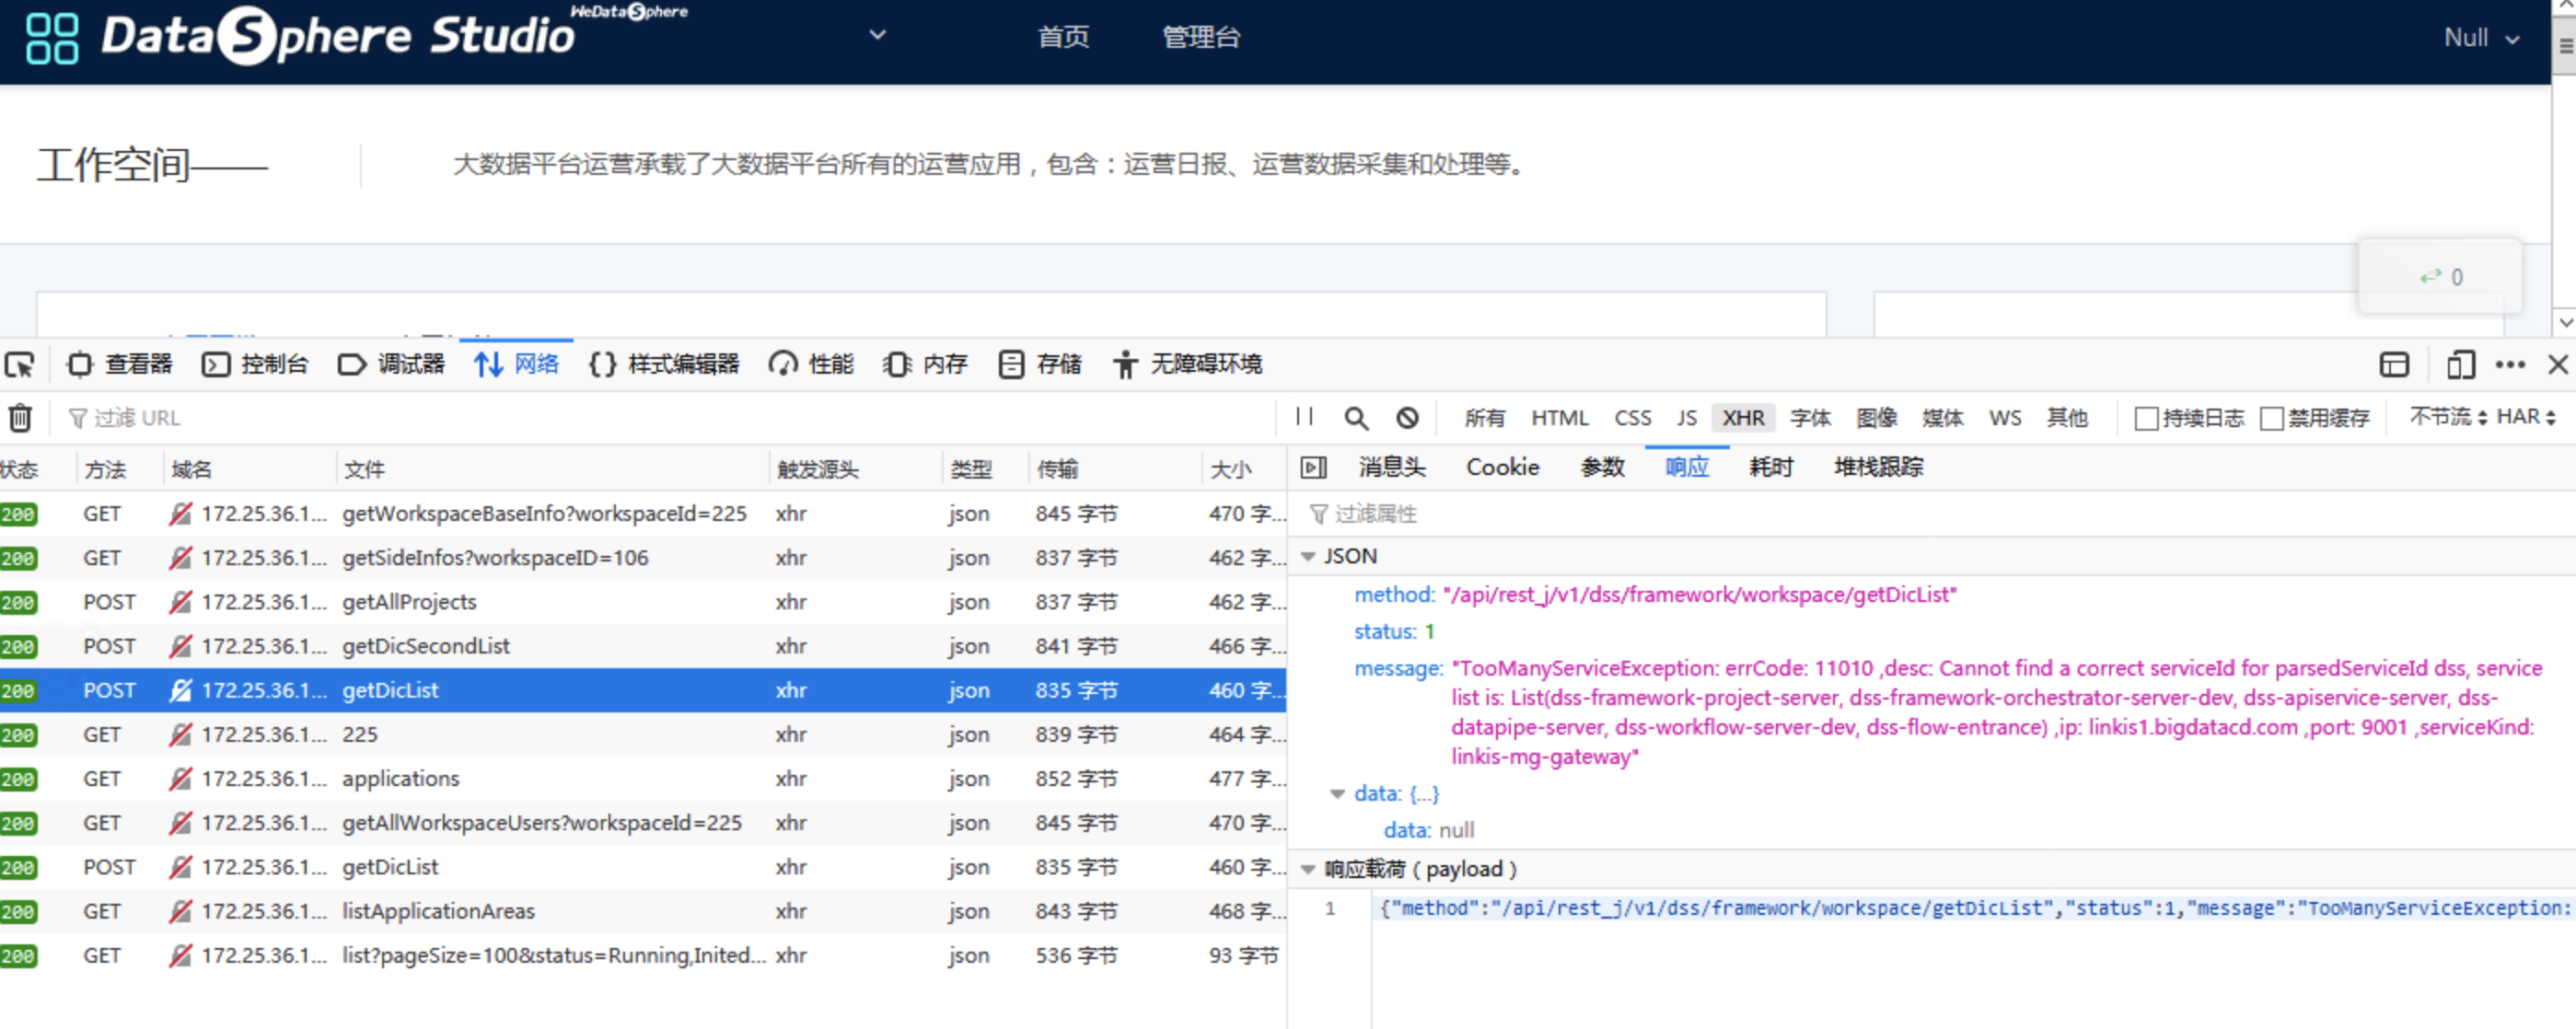 WeDataSphere
DataSphere Studio
首页 管理台 Null
工作空间——
大数据平台运营承载了大数据平台所有的运营应用，包含：运营日报、运营数据采集和处理等。
0
查看器 控制台 调试器 网络 样式编辑器 性能 内存 存储 无障碍环境
过滤 URL
所有 HTML CSS JS XHR 字体 图像 媒体 WS 其他 持续日志 禁用缓存 不节流 HAR
状态 方法 域名 文件 触发源头 类型 传输 大小
200 GET 172.25.36.1... getWorkspaceBaseInfo?workspaceId=225 xhr json 845 字节 470 字...
200 GET 172.25.36.1... getSideInfos?workspaceID=106 xhr json 837 字节 462 字...
200 POST 172.25.36.1... getAllProjects xhr json 837 字节 462 字...
200 POST 172.25.36.1... getDicSecondList xhr json 841 字节 466 字...
200 POST 172.25.36.1... getDicList xhr json 835 字节 460 字...
200 GET 172.25.36.1... 225 xhr json 839 字节 464 字...
200 GET 172.25.36.1... applications xhr json 852 字节 477 字...
200 GET 172.25.36.1... getAllWorkspaceUsers?workspaceId=225 xhr json 845 字节 470 字...
200 POST 172.25.36.1... getDicList xhr json 835 字节 460 字...
200 GET 172.25.36.1... listApplicationAreas xhr json 843 字节 468 字...
200 GET 172.25.36.1... list?pageSize=100&status=Running,Inited... xhr json 536 字节 93 字节
消息头 Cookie 参数 响应 耗时 堆栈跟踪
过滤属性
JSON
method: "/api/rest_j/v1/dss/framework/workspace/getDicList"
status: 1
message: "TooManyServiceException: errCode: 11010 ,desc: Cannot find a correct serviceId for parsedServiceId dss, service
list is: List(dss-framework-project-server, dss-framework-orchestrator-server-dev, dss-apiservice-server, dss-
datapipe-server, dss-workflow-server-dev, dss-flow-entrance) ,ip: linkis1.bigdatacd.com ,port: 9001 ,serviceKind:
linkis-mg-gateway"
data: {...}
data: null
响应载荷 ( payload )
1 {"method":"/api/rest_j/v1/dss/framework/workspace/getDicList","status":1,"message":"TooManyServiceException: